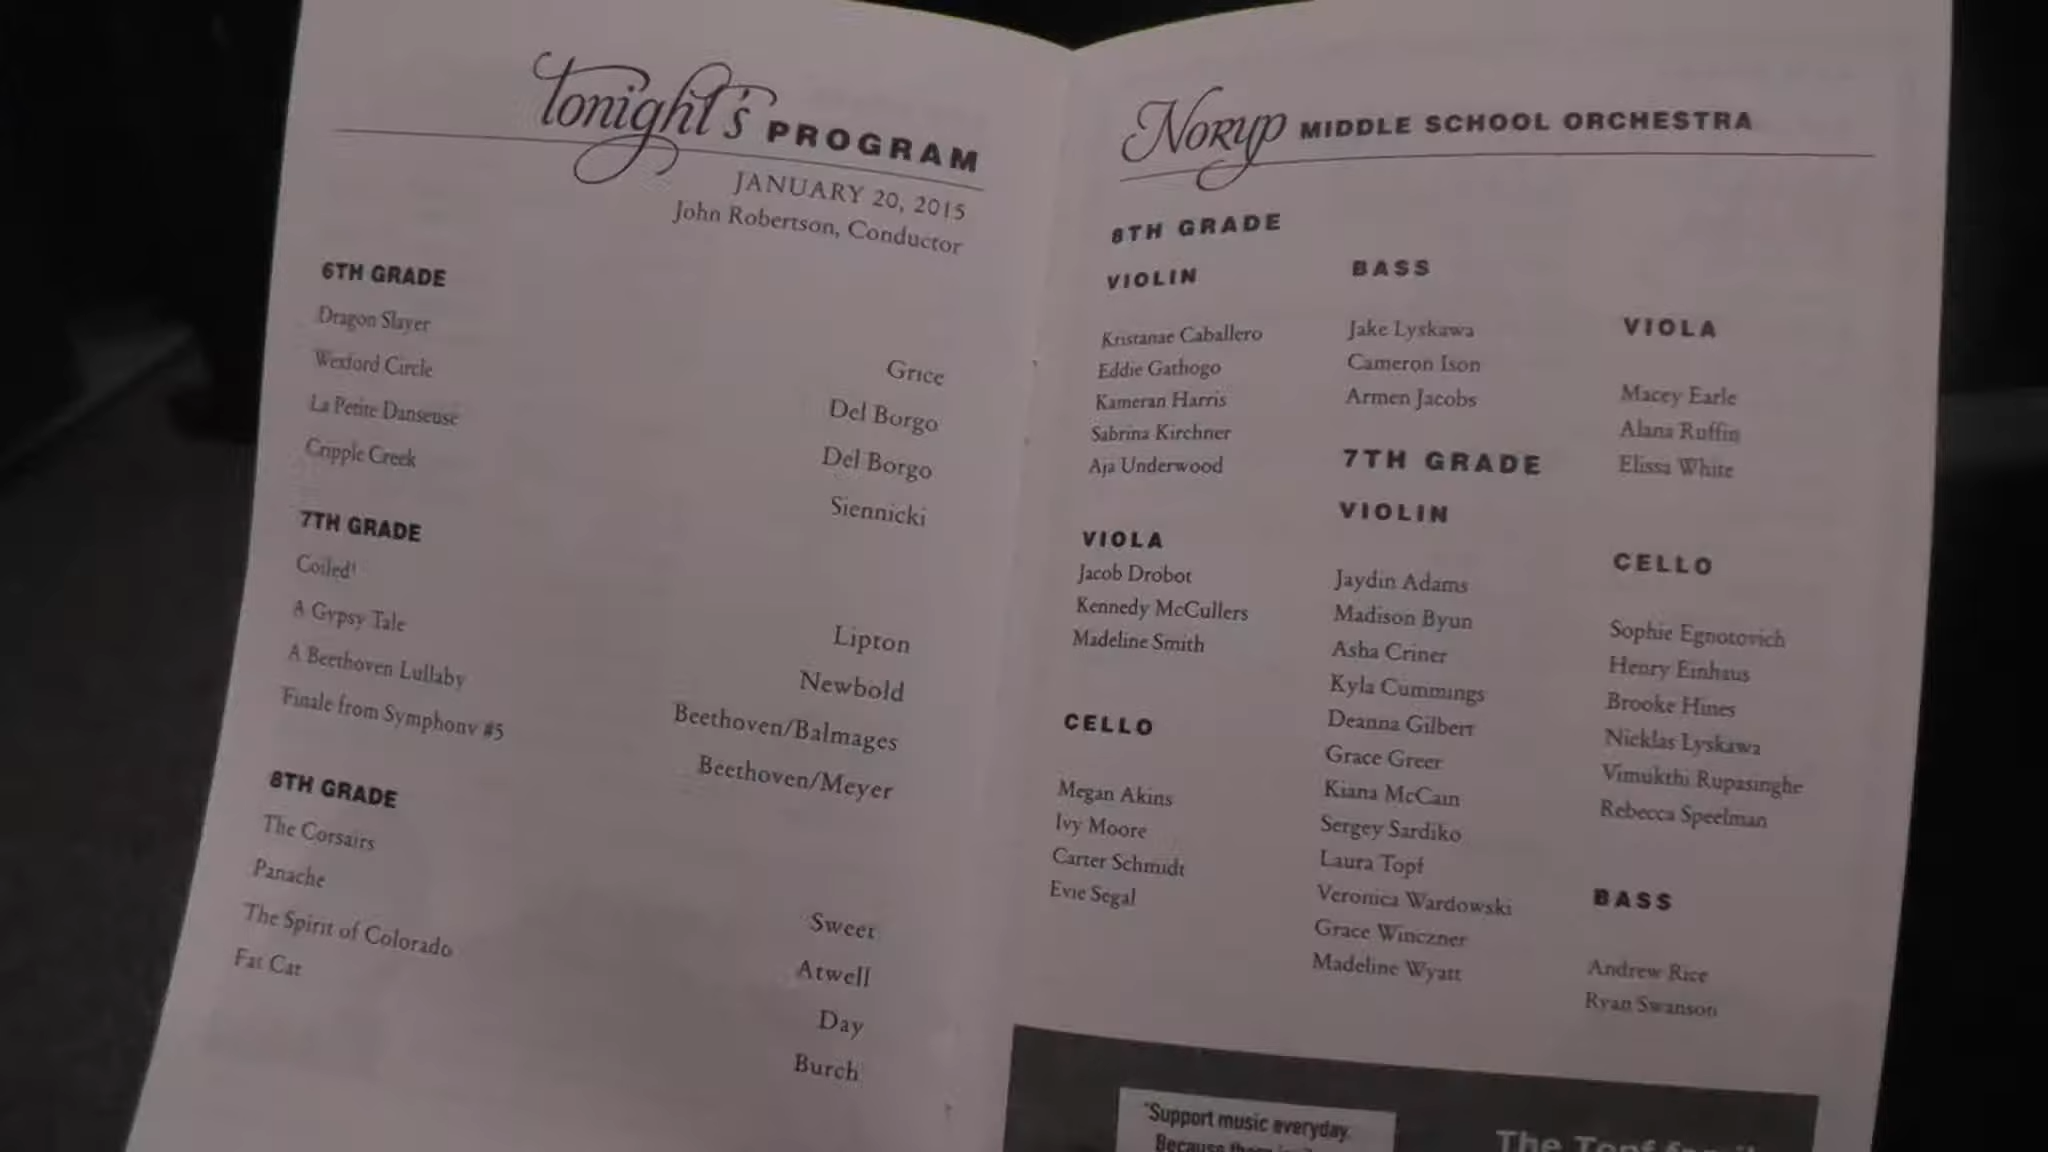 tonight's PROGRAM
JANUARY 20, 2015
John Robertson, Conductor
6TH GRADE
Dragon Slayer
Grice
Wexford Circle
Del Borgo
La Petite Danseuse
Del Borgo
Cripple Creek
Siennicki
7TH GRADE
Coiled!
Lipton
A Gypsy Tale
Newbold
A Beethoven Lullaby
Beethoven/Balmages
Finale from Symphony #5
Beethoven/Meyer
8TH GRADE
The Corsairs
Sweet
Panache
Atwell
The Spirit of Colorado
Day
Fat Cat
Burch
Norup MIDDLE SCHOOL ORCHESTRA
8TH GRADE
VIOLIN
Kristanae Caballero
Eddie Gathogo
Kameran Harris
Sabrina Kirchner
Aja Underwood
VIOLA
Jacob Drobot
Kennedy McCullers
Madeline Smith
CELLO
Megan Akins
Ivy Moore
Carter Schmidt
Evie Segal
BASS
Jake Lyskawa
Cameron Ison
Armen Jacobs
7TH GRADE
VIOLIN
Jaydin Adams
Madison Byun
Asha Criner
Kyla Cummings
Deanna Gilbert
Grace Greer
Kiana McCain
Sergey Sardiko
Laura Topf
Veronica Wardowski
Grace Winczner
Madeline Wyatt
VIOLA
Macey Earle
Alana Ruffin
Elissa White
CELLO
Sophie Egnotovich
Henry Einhaus
Brooke Hines
Nicklas Lyskawa
Vimukthi Rupasinghe
Rebecca Speelman
BASS
Andrew Rice
Ryan Swanson
"Support music everyday.
Because
The Topf